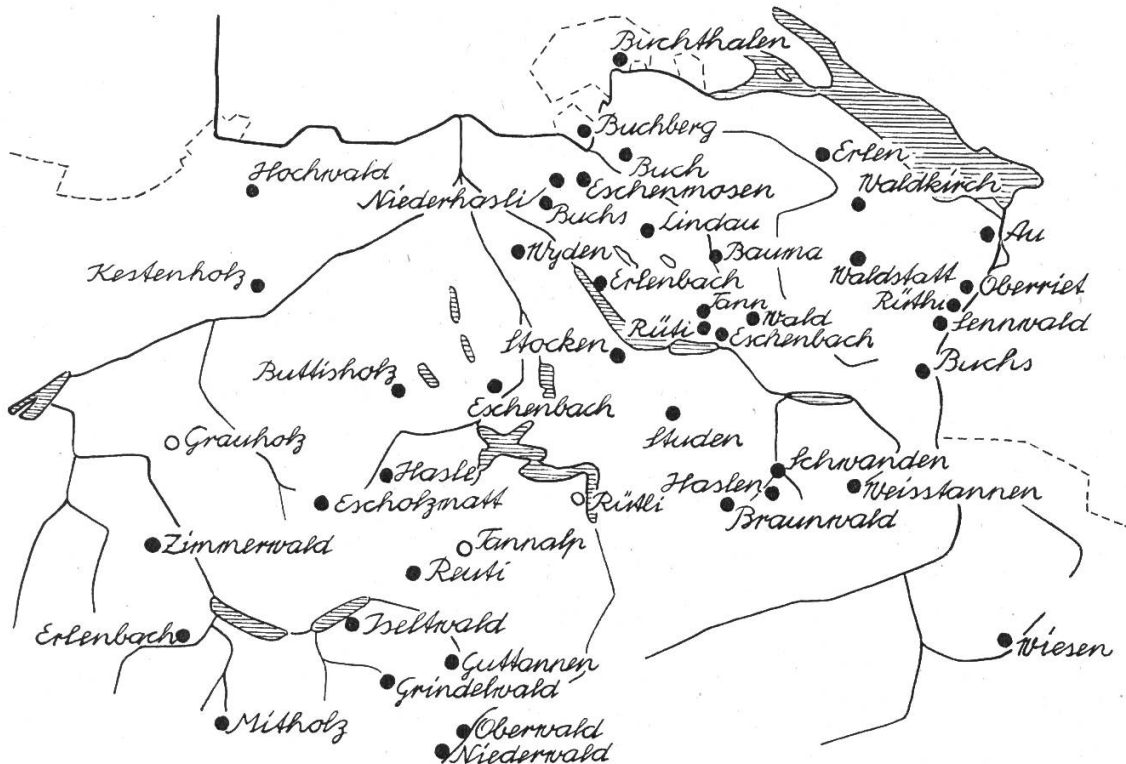 Buchthalen
Buchberg
Hochwald
Buch
Erlen
Niederhasli
Eschenmosen
Waldkirch
Buchs
Lindau
Au
Kestenholz
Wyden
Bauma
Waldstatt
Oberriet
Erlenbach
Tann
Rüthi
Rüti
Wald
Sennwald
Stocken
Eschenbach
Buchs
Buttisholz
Eschenbach
Grauholz
Studen
Schwanden
Hasle
Haslen
Weisstannen
Escholzmatt
Rütli
Braunwald
Zimmerwald
Tannalp
Reuti
Erlenbach
Iseltwald
Wiesen
Guttannen
Grindelwald
Mitholz
Oberwald
Niederwald